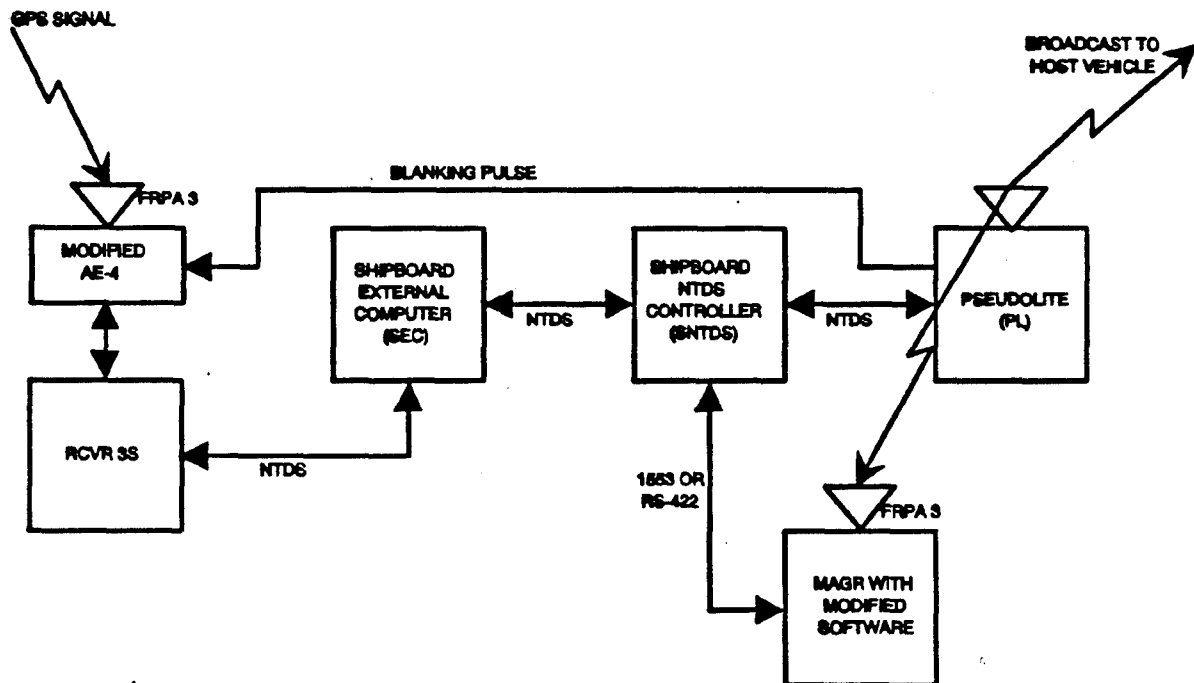 GPS SIGNAL
BROADCAST TO
HOST VEHICLE
BLANKING PULSE
FRPA 3
MODIFIED
AE-4
SHIPBOARD
EXTERNAL
COMPUTER
(SEC)
NTDS
SHIPBOARD
NTDS
CONTROLLER
(SNTDS)
NTDS
PSEUDOLITE
(PL)
RCVR 3S
NTDS
1553 OR
RS-422
FRPA 3
MAGR WITH
MODIFIED
SOFTWARE